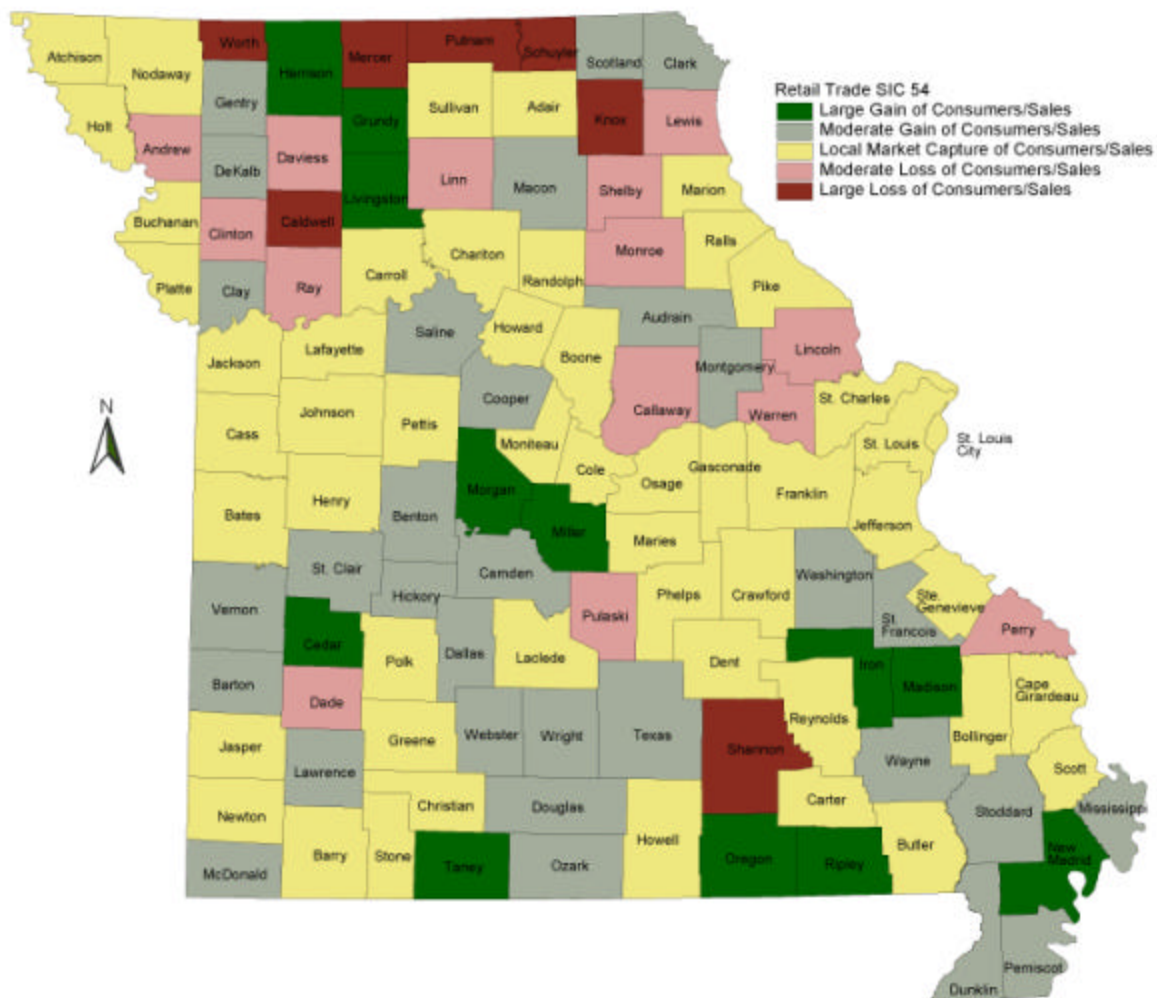 Worth
Harrison
Mercer
Putnam
Schuyler
Scotland
Clark
Atchison
Nodaway
Gentry
Holt
Grundy
Sullivan
Adair
Knox
Lewis
Andrew
DeKalb
Daviess
Livingston
Linn
Macon
Shelby
Marion
Buchanan
Clinton
Caldwell
Chariton
Monroe
Ralls
Platte
Clay
Ray
Carroll
Randolph
Pike
Retail Trade SIC 54
Large Gain of Consumers/Sales
Moderate Gain of Consumers/Sales
Local Market Capture of Consumers/Sales
Moderate Loss of Consumers/Sales
Large Loss of Consumers/Sales
Saline
Howard
Audrain
Jackson
Lafayette
Boone
Montgomery
Lincoln
N
Cass
Johnson
Pettis
Cooper
Callaway
Warren
St. Charles
Moniteau
Cole
Osage
Gasconade
Franklin
St. Louis
St. Louis
City
Bates
Henry
Benton
Morgan
Miller
Maries
Jefferson
St. Clair
Hickory
Camden
Pulaski
Phelps
Crawford
Washington
Ste.
Genevieve
St.
Francois
Perry
Vernon
Cedar
Polk
Dallas
Laclede
Dent
Iron
Madison
Cape
Girardeau
Barton
Dade
Greene
Webster
Wright
Texas
Shannon
Reynolds
Wayne
Bollinger
Scott
Jasper
Lawrence
Christian
Douglas
Howell
Carter
Butler
Stoddard
Mississippi
Newton
Barry
Stone
Taney
Ozark
Oregon
Ripley
New
Madrid
McDonald
Pemiscot
Dunklin